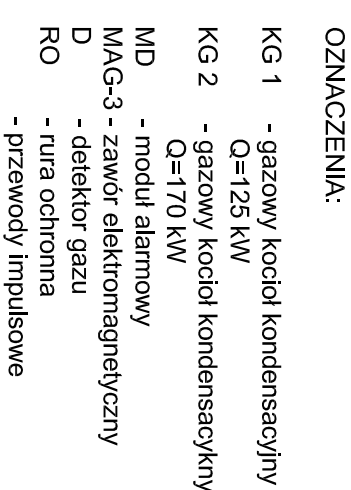 OZNACZENIA:
KG 1 - gazowy kocioł kondensacyjny
Q=125 kW
KG 2 - gazowy kocioł kondensacykny
Q=170 kW
MD - moduł alarmowy
MAG-3 - zawór elektromagnetyczny
D - detektor gazu
RO - rura ochronna
- przewody impulsowe